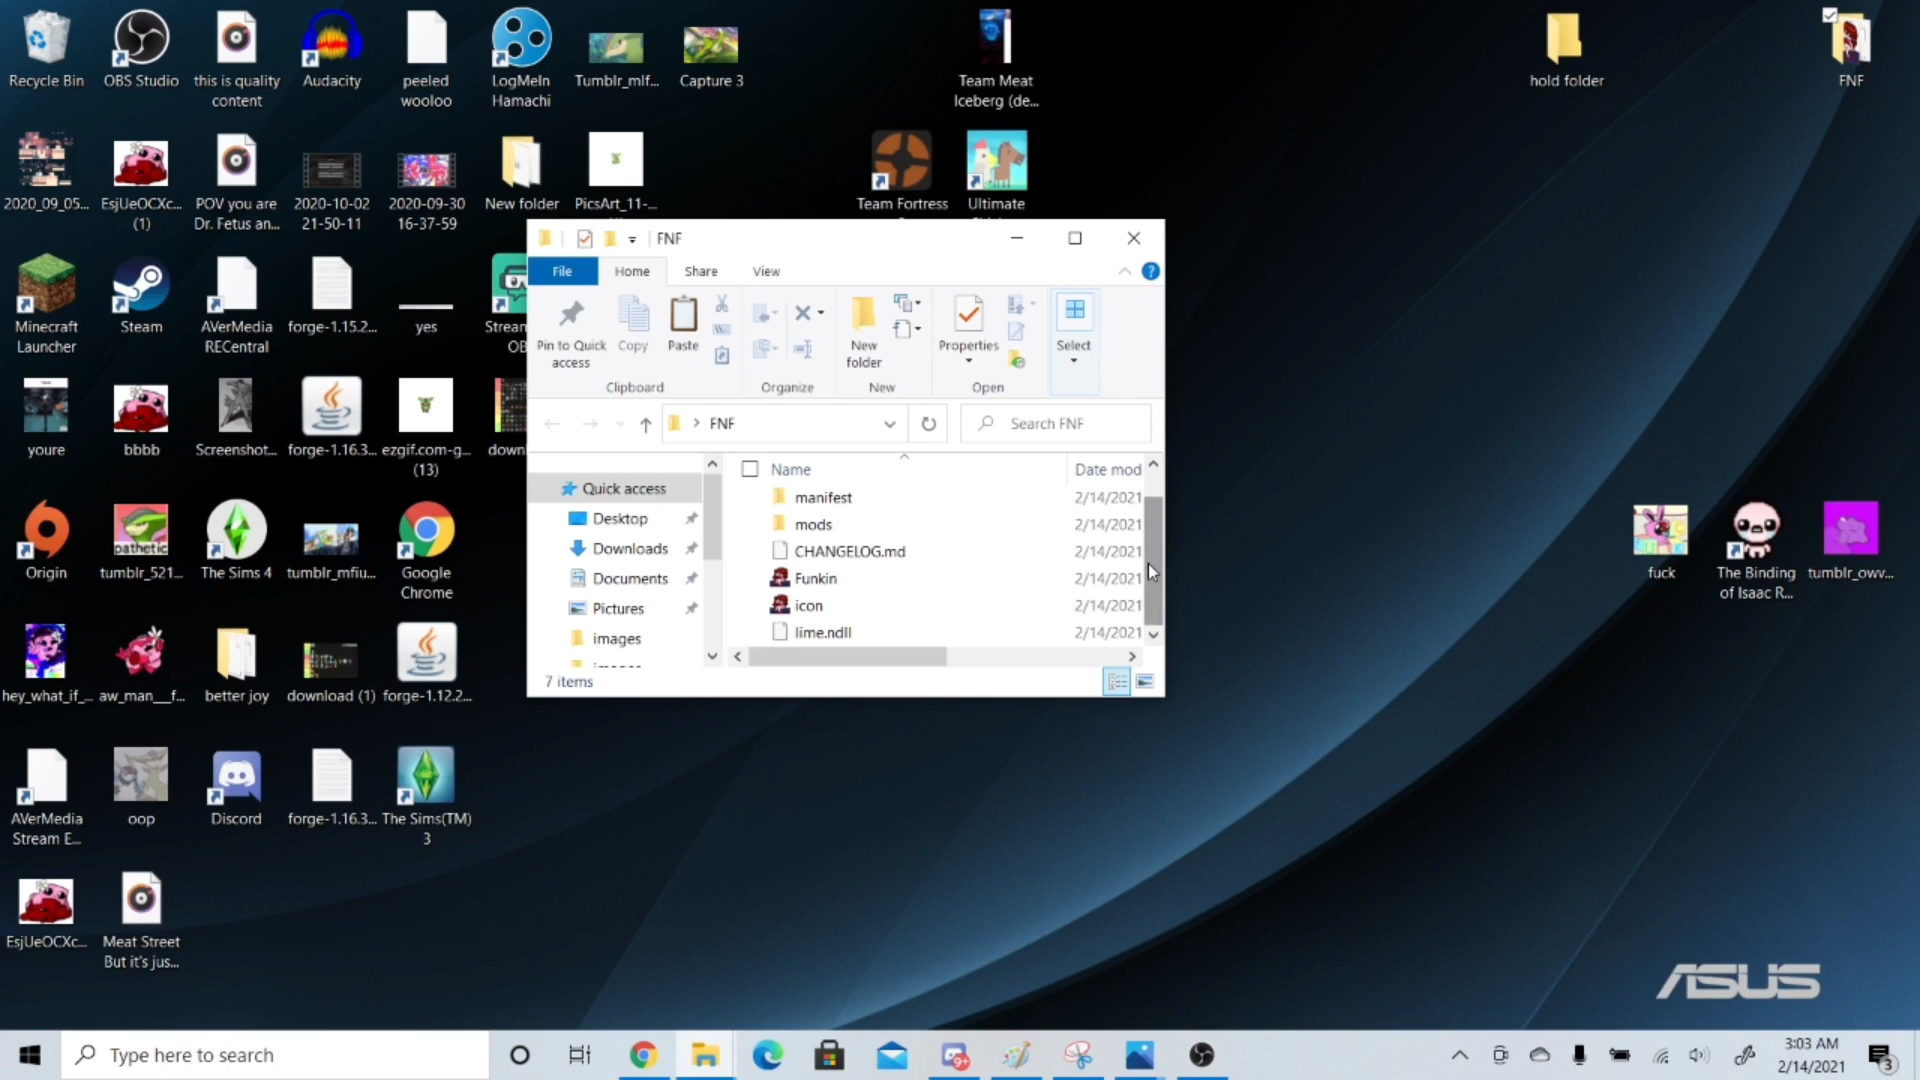 Recycle Bin
OBS Studio
this is quality
content
Audacity
peeled
wooloo
LogMeIn
Hamachi
Tumblr_mlf...
Capture 3
Team Meat
Iceberg (de...
hold folder
FNF
2020_09_05...
EsjUeOCXc...
(1)
POV you are
Dr. Fetus an...
2020-10-02
21-50-11
2020-09-30
16-37-59
New folder
PicsArt_11-...
Team Fortress
Ultimate
Minecraft
Launcher
Steam
AVerMedia
RECentral
forge-1.15.2...
yes
Stream
OB
youre
bbbb
Screenshot...
forge-1.16.3...
ezgif.com-g...
(13)
down
Origin
pathetic
tumblr_521...
The Sims 4
tumblr_mfiu...
Google
Chrome
hey_what_if_...
aw_man__f...
better joy
download (1)
forge-1.12.2...
AVerMedia
Stream E...
oop
Discord
forge-1.16.3...
The Sims(TM)
3
EsjUeOCXc...
Meat Street
But it's jus...
FNF
File
Home
Share
View
Pin to Quick
access
Copy
Paste
New
folder
Properties
Select
Clipboard
Organize
New
Open
FNF
Search FNF
Name
Date mod
Quick access
Desktop
Downloads
Documents
Pictures
images
manifest 2/14/2021
mods 2/14/2021
CHANGELOG.md 2/14/2021
Funkin 2/14/2021
icon 2/14/2021
lime.ndll 2/14/2021
7 items
fuck
The Binding
of Isaac R...
tumblr_owv...
ASUS
Type here to search
9+
3:03 AM
2/14/2021
3